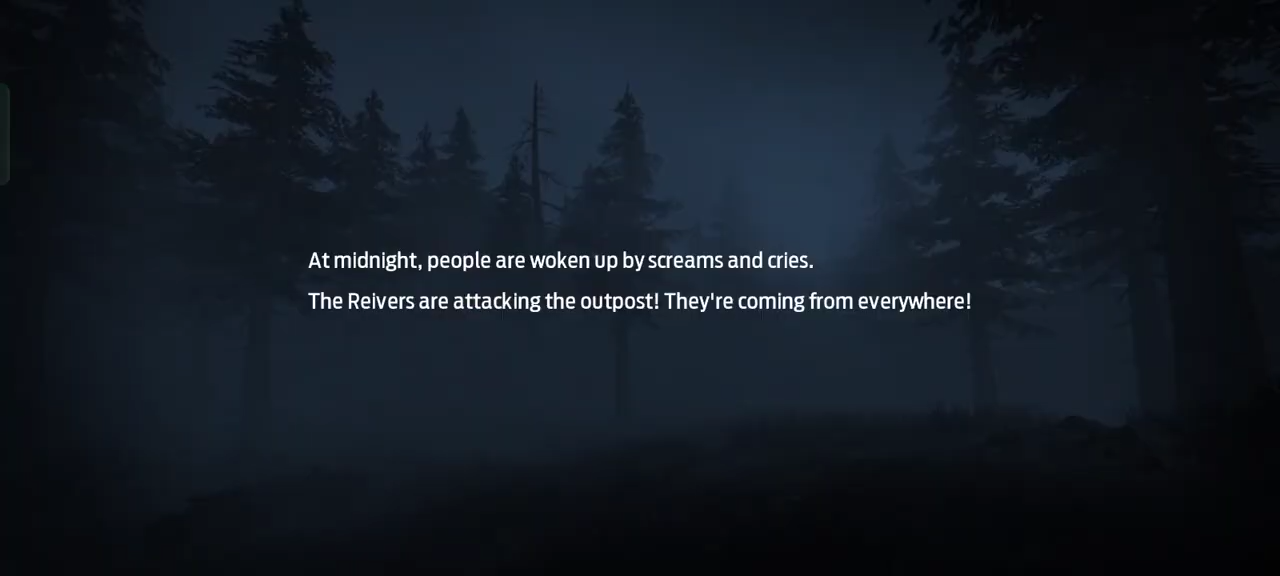 At midnight, people are woken up by screams and cries.
The Reivers are attacking the outpost! They're coming from everywhere!